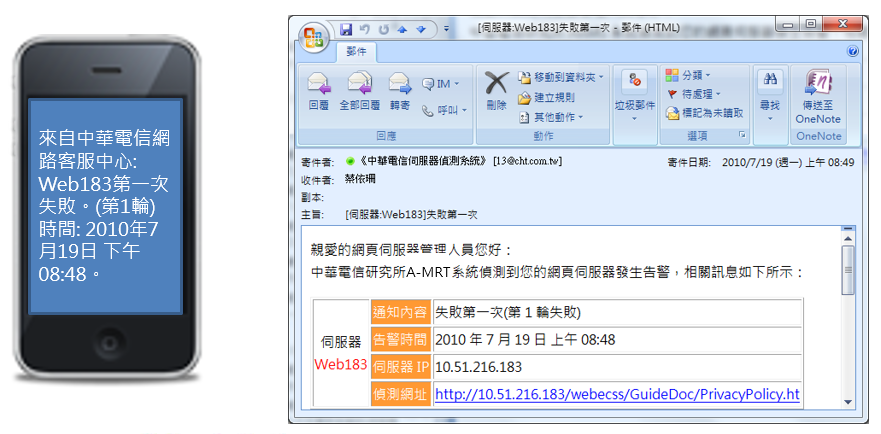 來自中華電信網
路客服中心:
Web183第一次
失敗。(第1輪)
時間: 2010年7
月19日 下午
08:48。
[伺服器:Web183]失敗第一次 - 郵件 (HTML)
郵件
回覆
全部回覆
轉寄
IM
呼叫
回應
刪除
移動到資料夾
建立規則
其他動作
動作
垃圾郵件
分類
待處理
標記為未讀取
選項
尋找
傳送至
OneNote
OneNote
寄件者: 《中華電信伺服器偵測系統》 [13@cht.com.tw] 寄件日期: 2010/7/19 (週一) 上午 08:49
收件者: 蔡依珊
副本:
主旨: [伺服器:Web183]失敗第一次
親愛的網頁伺服器管理人員您好:
中華電信研究所A-MRT系統偵測到您的網頁伺服器發生告警,相關訊息如下所示:
伺服器
Web183
通知內容 失敗第一次(第 1 輪失敗)
告警時間 2010 年 7 月 19 日 上午 08:48
伺服器 IP 10.51.216.183
偵測網址 http://10.51.216.183/webecss/GuideDoc/PrivacyPolicy.ht